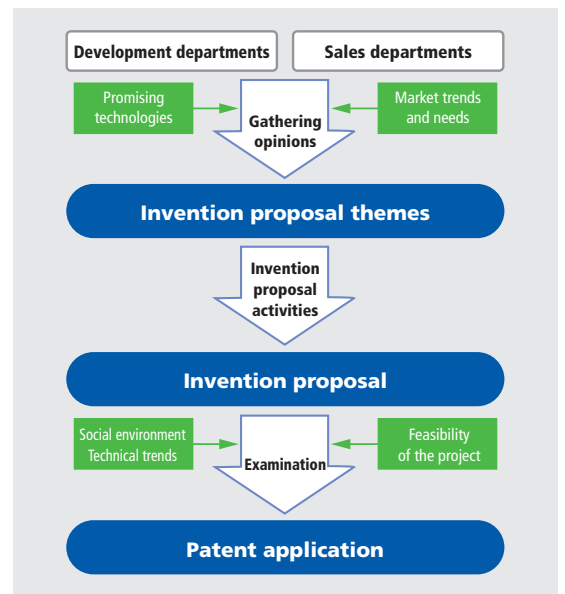 Development departments
Sales departments
Promising
technologies
Gathering
opinions
Market trends
and needs
Invention proposal themes
Invention
proposal
activities
Invention proposal
Social environment
Technical trends
Examination
Feasibility
of the project
Patent application